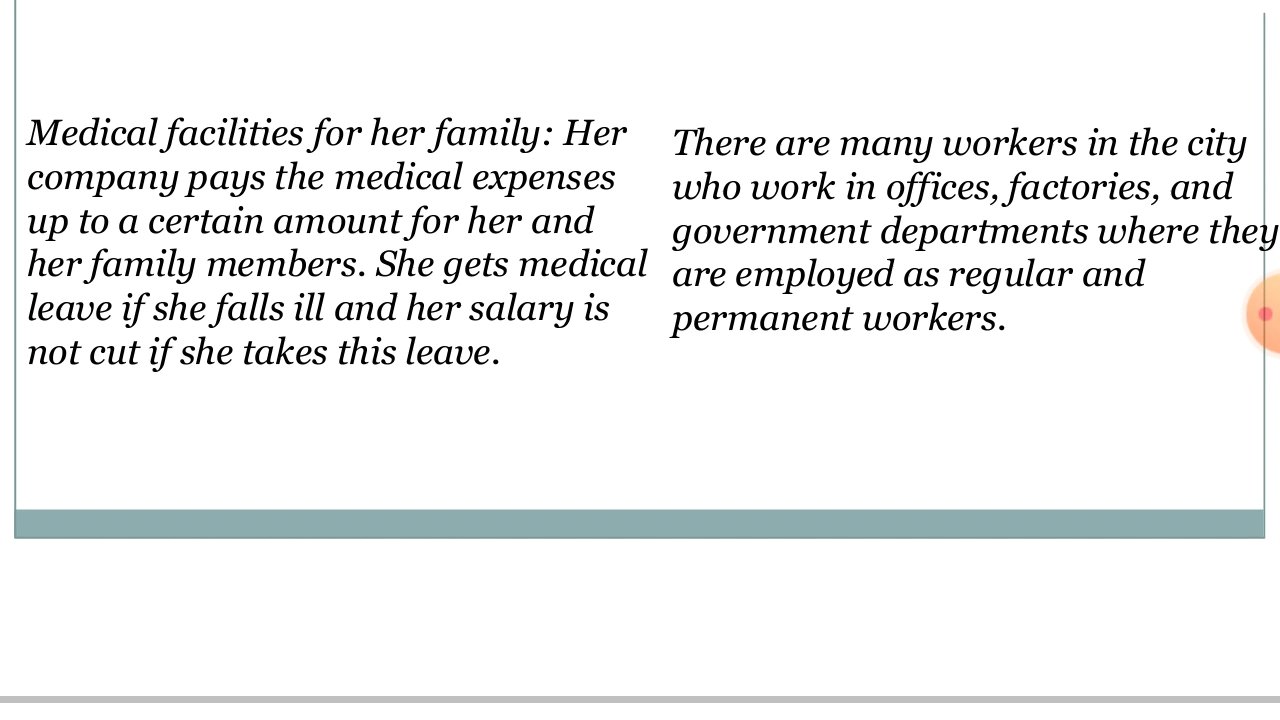 Medical facilities for her family: Her
company pays the medical expenses
up to a certain amount for her and
her family members. She gets medical
leave if she falls ill and her salary is
not cut if she takes this leave.
There are many workers in the city
who work in offices, factories, and
government departments where they
are employed as regular and
permanent workers.